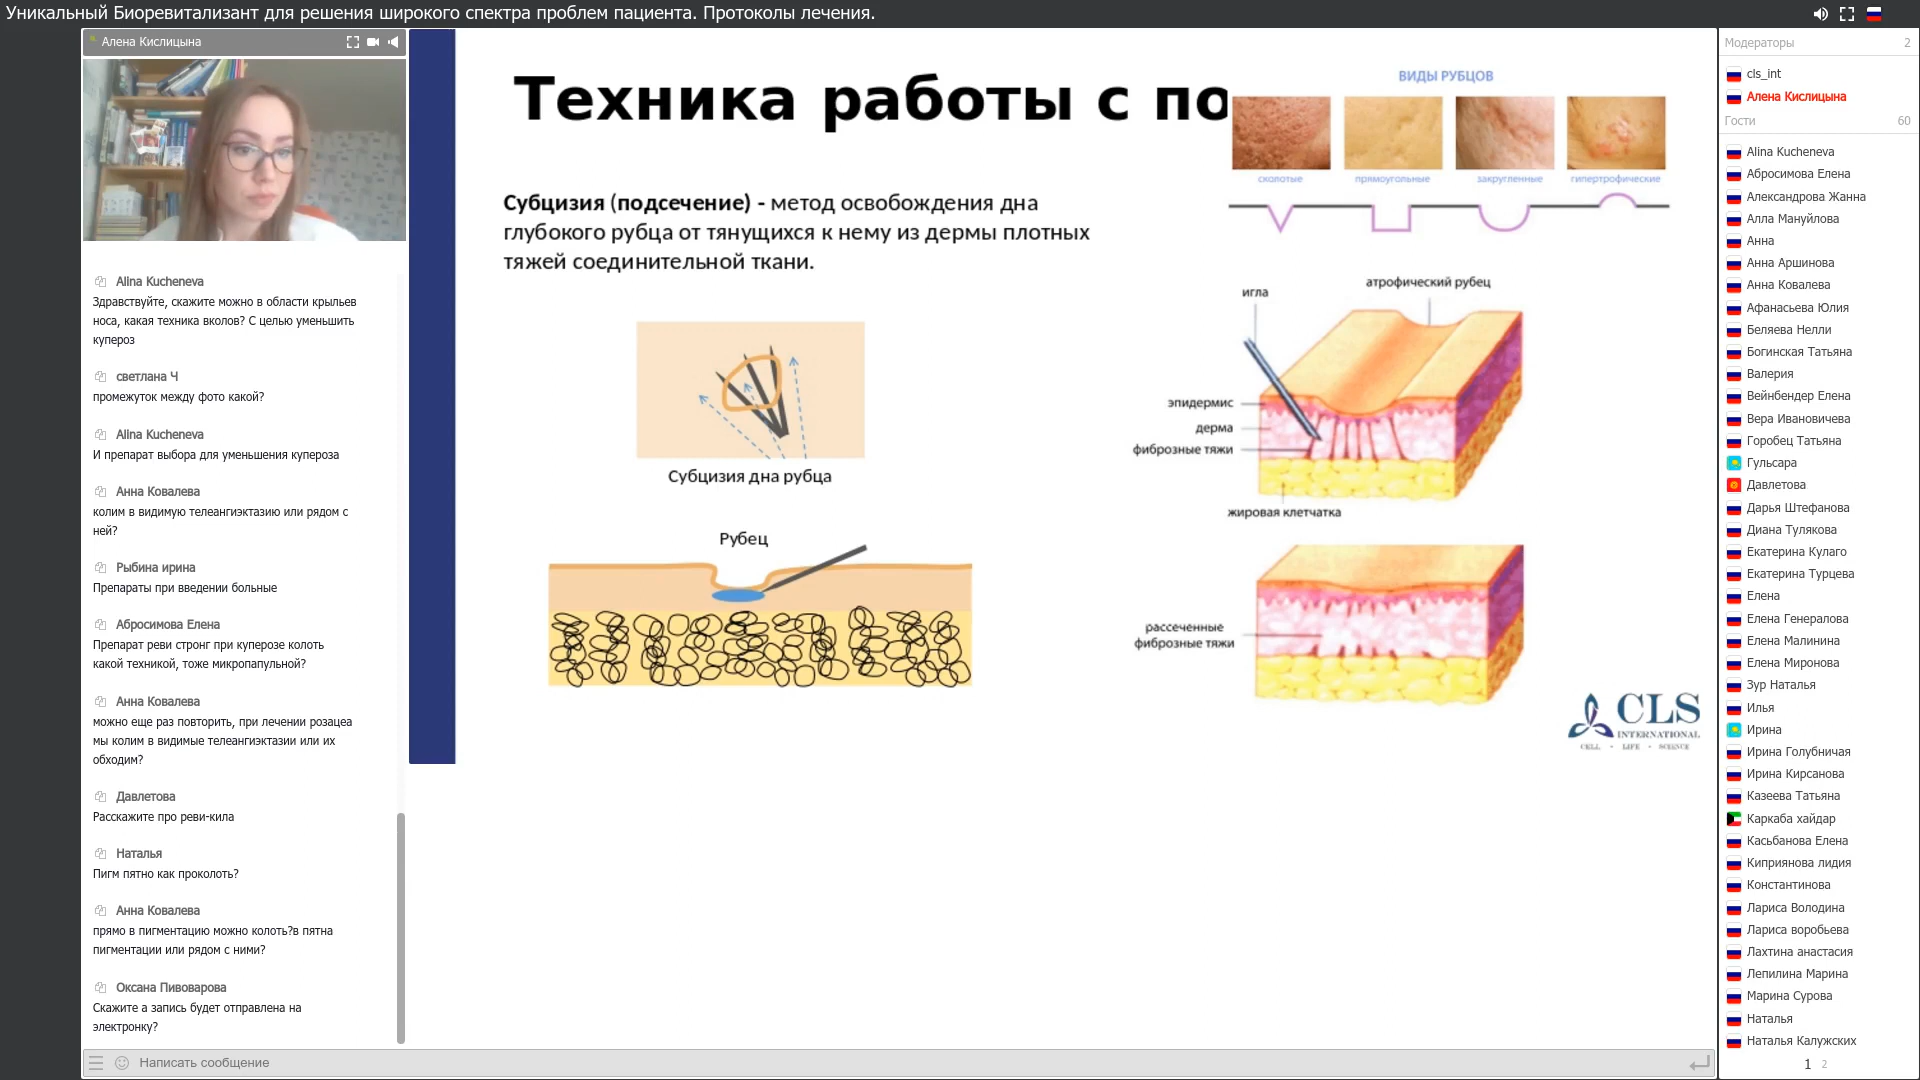 Уникальный Биоревитализант для решения широкого спектра проблем пациента. Протоколы лечения.
Алена Кислицына
Alina Kucheneva
Здравствуйте, скажите можно в области крыльев
носа, какая техника вколов? С целью уменьшить
купероз
светлана Ч
промежуток между фото какой?
Alina Kucheneva
И препарат выбора для уменьшения купероза
Анна Ковалева
колим в видимую телеангиэктазию или рядом с
ней?
Рыбина ирина
Препараты при введении больные
Абросимова Елена
Препарат реви стронг при куперозе колоть
какой техникой, тоже микропапульной?
Анна Ковалева
можно еще раз повторить, при лечении розацеа
мы колим в видимые телеангиэктазии или их
обходим?
Давлетова
Расскажите про реви-кила
Наталья
Пигм пятно как проколоть?
Анна Ковалева
прямо в пигментацию можно колоть?в пятна
пигментации или рядом с ними?
Оксана Пивоварова
Скажите а запись будет отправлена на
электронку?
Написать сообщение
Техника работы с по
Субцизия (подсечение) - метод освобождения дна
глубокого рубца от тянущихся к нему из дермы плотных
тяжей соединительной ткани.
Субцизия дна рубца
Рубец
ВИДЫ РУБЦОВ
сколотые
прямоугольные
закругленные
гипертрофические
игла
атрофический рубец
эпидермис
дерма
фиброзные тяжи
жировая клетчатка
рассеченные
фиброзные тяжи
CLS
INTERNATIONAL
CELL • LIFE • SCIENCE
Модераторы 2
cls_int
Алена Кислицына
Гости 60
Alina Kucheneva
Абросимова Елена
Александрова Жанна
Алла Мануйлова
Анна
Анна Аршинова
Анна Ковалева
Афанасьева Юлия
Беляева Нелли
Богинская Татьяна
Валерия
Вейнбендер Елена
Вера Ивановичева
Горобец Татьяна
Гульсара
Давлетова
Дарья Штефанова
Диана Тулякова
Екатерина Кулаго
Екатерина Турцева
Елена
Елена Генералова
Елена Малинина
Елена Миронова
Зур Наталья
Илья
Ирина
Ирина Голубничая
Ирина Кирсанова
Казеева Татьяна
Каркаба хайдар
Касьбанова Елена
Киприянова лидия
Константинова
Лариса Володина
Лариса воробьева
Лахтина анастасия
Лепилина Марина
Марина Сурова
Наталья
Наталья Калужских
1 2